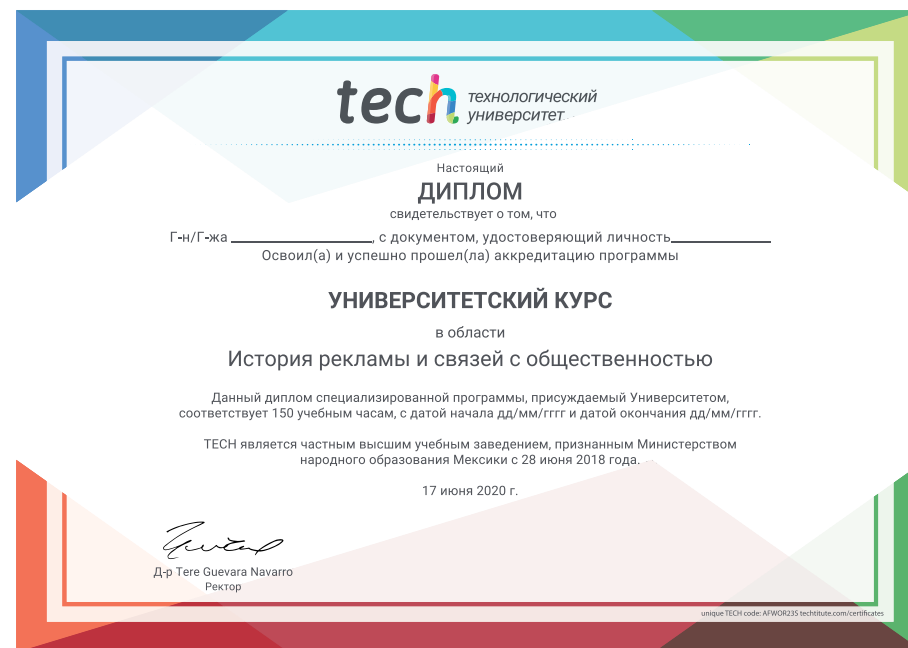 tech технологический
университет
Настоящий
ДИПЛОМ
свидетельствует о том, что
Г-н/Г-жа ____________________, с документом, удостоверяющий личность______________
Освоил(а) и успешно прошел(ла) аккредитацию программы
УНИВЕРСИТЕТСКИЙ КУРС
в области
История рекламы и связей с общественностью
Данный диплом специализированной программы, присуждаемый Университетом,
соответствует 150 учебным часам, с датой начала дд/мм/гггг и датой окончания дд/мм/гггг.
TECH является частным высшим учебным заведением, признанным Министерством
народного образования Мексики с 28 июня 2018 года.
17 июня 2020 г.
Д-р Tere Guevara Navarro
Ректор
unique TECH code: AFWOR23S techtitute.com/certificates